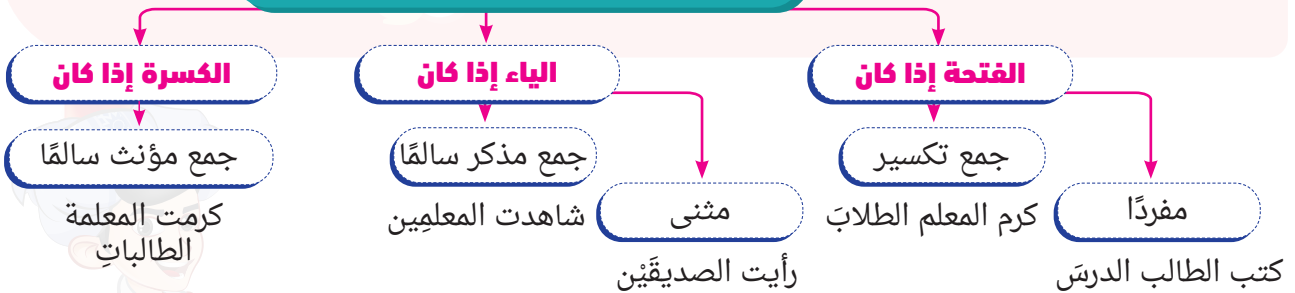 الفتحة إذا كان
الياء إذا كان
الكسرة إذا كان
جمع تكسير
جمع مذكر سالمًا
جمع مؤنث سالمًا
مفردًا
كرم المعلم الطلابَ
مثنى
شاهدت المعلمِين
كرمت المعلمة
الطالباتِ
كتب الطالب الدرسَ
رأيت الصديقَيْن